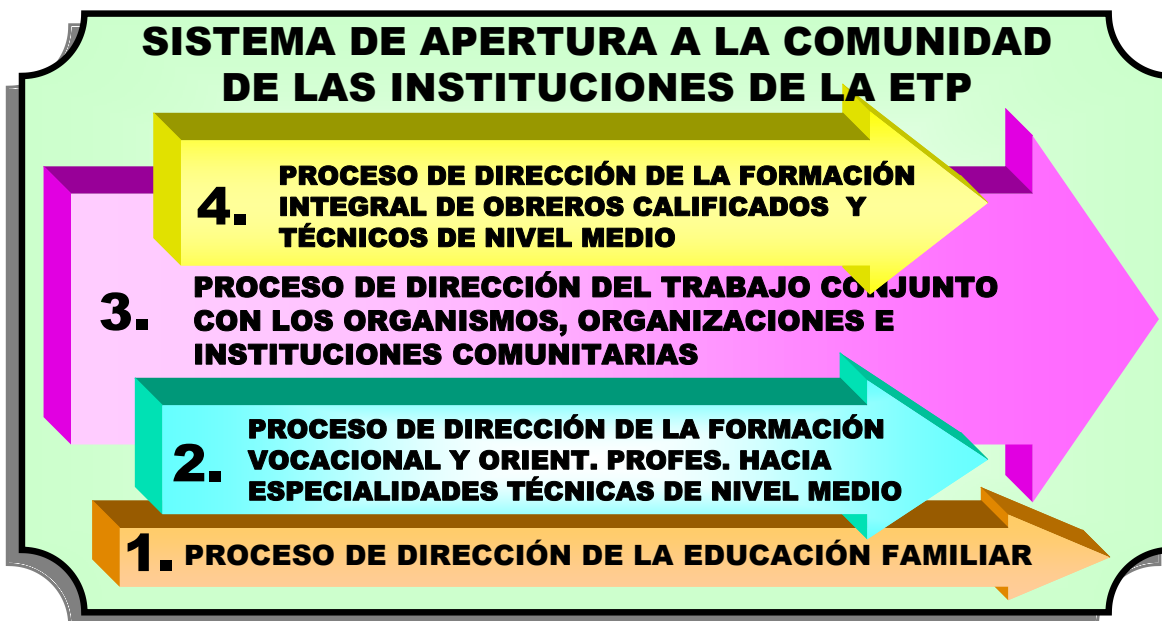 SISTEMA DE APERTURA A LA COMUNIDAD
DE LAS INSTITUCIONES DE LA ETP
4. PROCESO DE DIRECCIÓN DE LA FORMACIÓN
INTEGRAL DE OBREROS CALIFICADOS Y
TÉCNICOS DE NIVEL MEDIO
3. PROCESO DE DIRECCIÓN DEL TRABAJO CONJUNTO
CON LOS ORGANISMOS, ORGANIZACIONES E
INSTITUCIONES COMUNITARIAS
2. PROCESO DE DIRECCIÓN DE LA FORMACIÓN
VOCACIONAL Y ORIENT. PROFES. HACIA
ESPECIALIDADES TÉCNICAS DE NIVEL MEDIO
1. PROCESO DE DIRECCIÓN DE LA EDUCACIÓN FAMILIAR